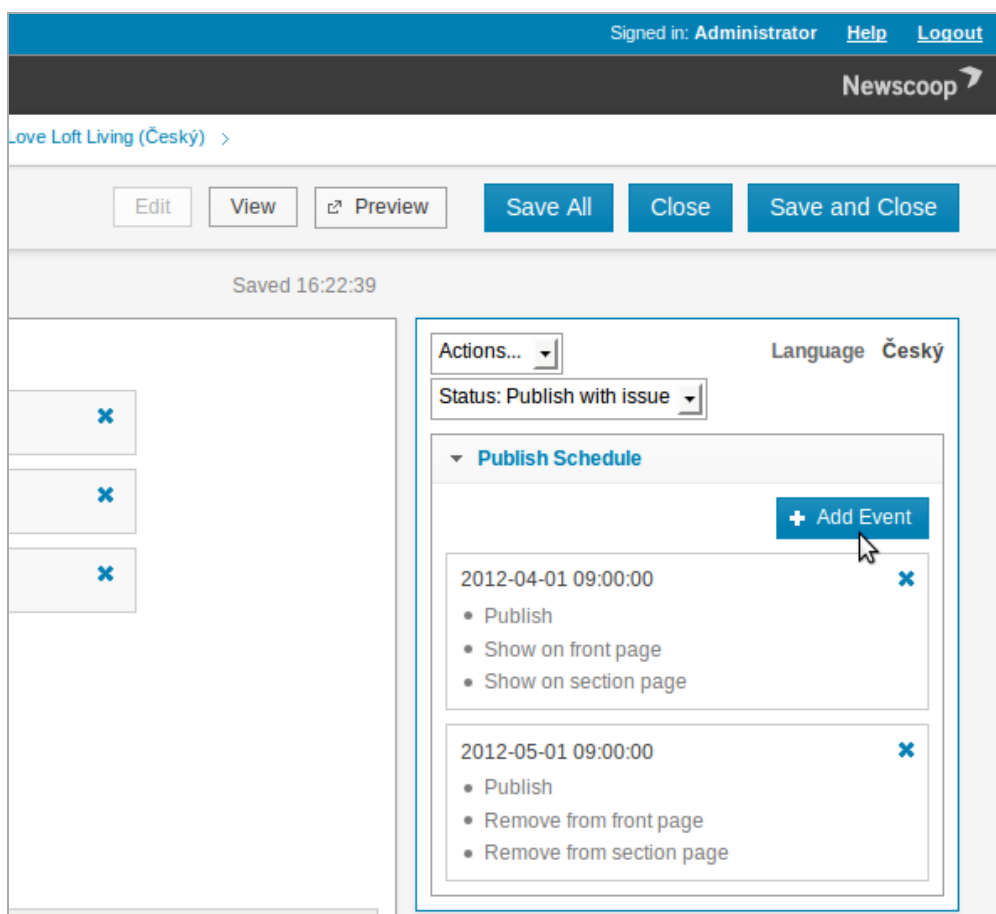 Signed in: Administrator Help Logout
Newscoop
Love Loft Living (Český) >
Edit View Preview Save All Close Save and Close
Saved 16:22:39
Actions... Language Český
Status: Publish with issue
Publish Schedule
+ Add Event
2012-04-01 09:00:00
• Publish
• Show on front page
• Show on section page
2012-05-01 09:00:00
• Publish
• Remove from front page
• Remove from section page